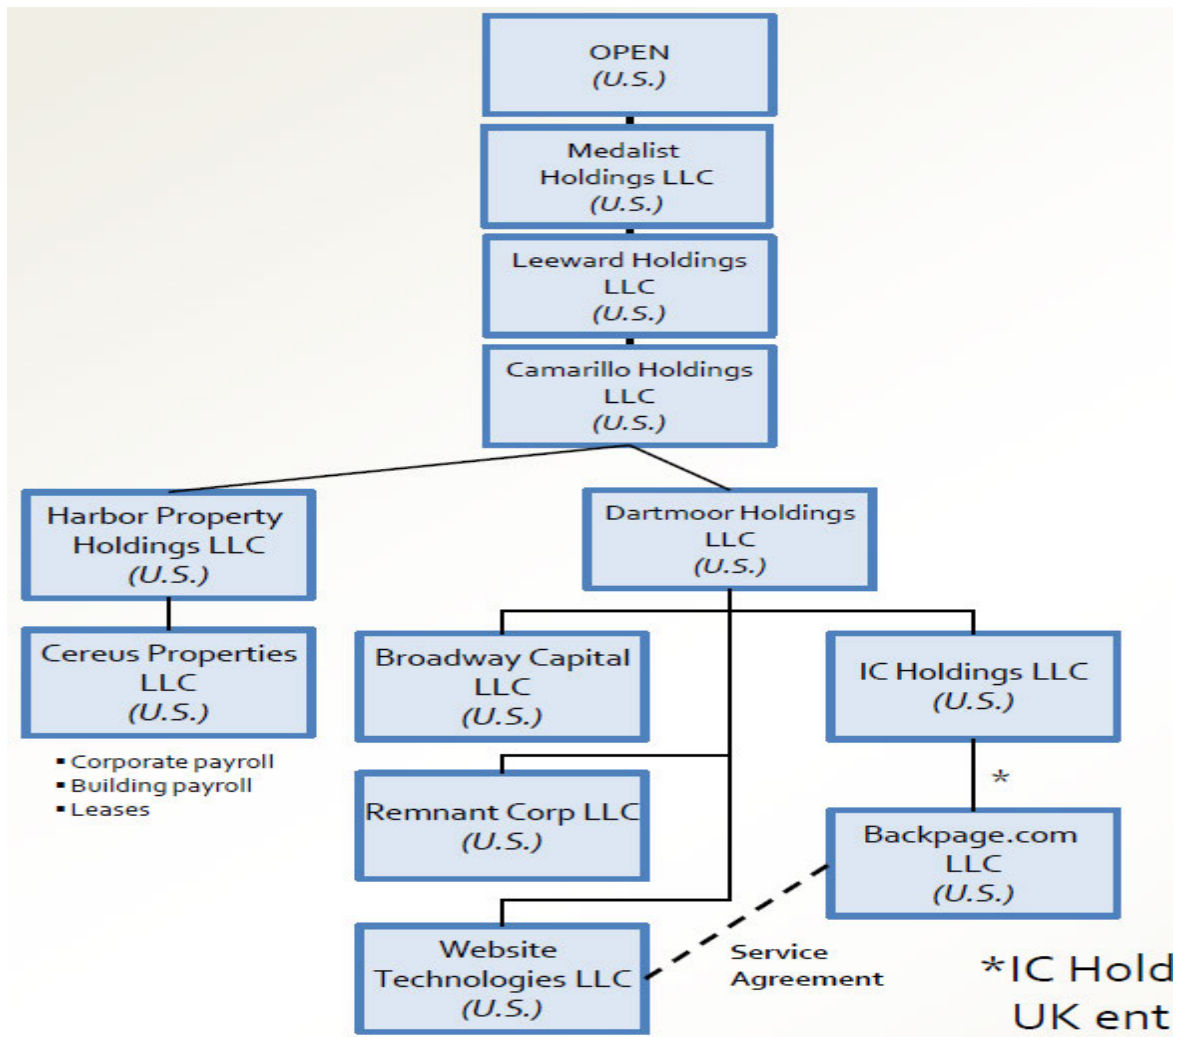 OPEN
(U.S.)
Medalist
Holdings LLC
(U.S.)
Leeward Holdings
LLC
(U.S.)
Camarillo Holdings
LLC
(U.S.)
Harbor Property
Holdings LLC
(U.S.)
Dartmoor Holdings
LLC
(U.S.)
Cereus Properties
LLC
(U.S.)
▪ Corporate payroll
▪ Building payroll
▪ Leases
Broadway Capital
LLC
(U.S.)
IC Holdings LLC
(U.S.)
*
Remnant Corp LLC
(U.S.)
Backpage.com
LLC
(U.S.)
Website
Technologies LLC
(U.S.)
Service
Agreement
*IC Hold
UK ent